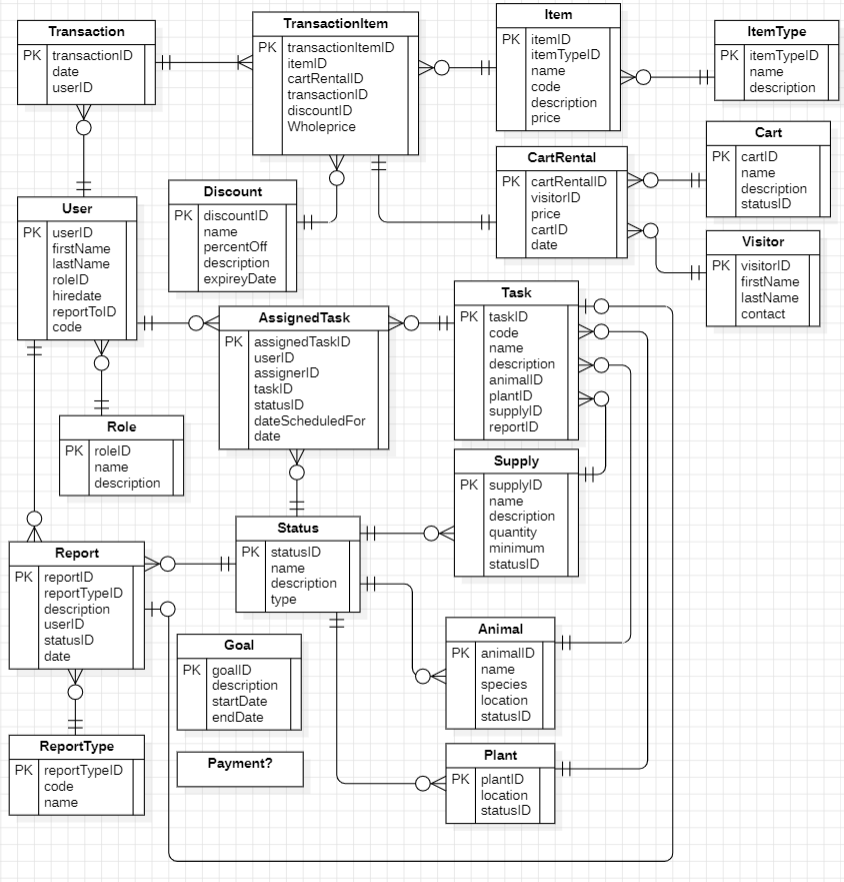 Transaction
PK
transactionID
date
userID
TransactionItem
PK
transactionItemID
itemID
cartRentalID
transactionID
discountID
Wholeprice
Item
PK
itemID
itemTypeID
name
code
description
price
ItemType
PK
itemTypeID
name
description
Cart
PK
cartID
name
description
statusID
CartRental
PK
cartRentalID
visitorID
price
cartID
date
Discount
PK
discountID
name
percentOff
description
expireyDate
User
PK
userID
firstName
lastName
roleID
hiredate
reportToID
code
Visitor
PK
visitorID
firstName
lastName
contact
AssignedTask
PK
assignedTaskID
userID
assignerID
taskID
statusID
dateScheduledFor
date
Task
PK
taskID
code
name
description
animalID
plantID
supplyID
reportID
Role
PK
roleID
name
description
Supply
PK
supplyID
name
description
quantity
minimum
statusID
Status
PK
statusID
name
description
type
Report
PK
reportID
reportTypeID
description
userID
statusID
date
Goal
PK
goalID
description
startDate
endDate
Animal
PK
animalID
name
species
location
statusID
ReportType
PK
reportTypeID
code
name
Payment?
Plant
PK
plantID
location
statusID